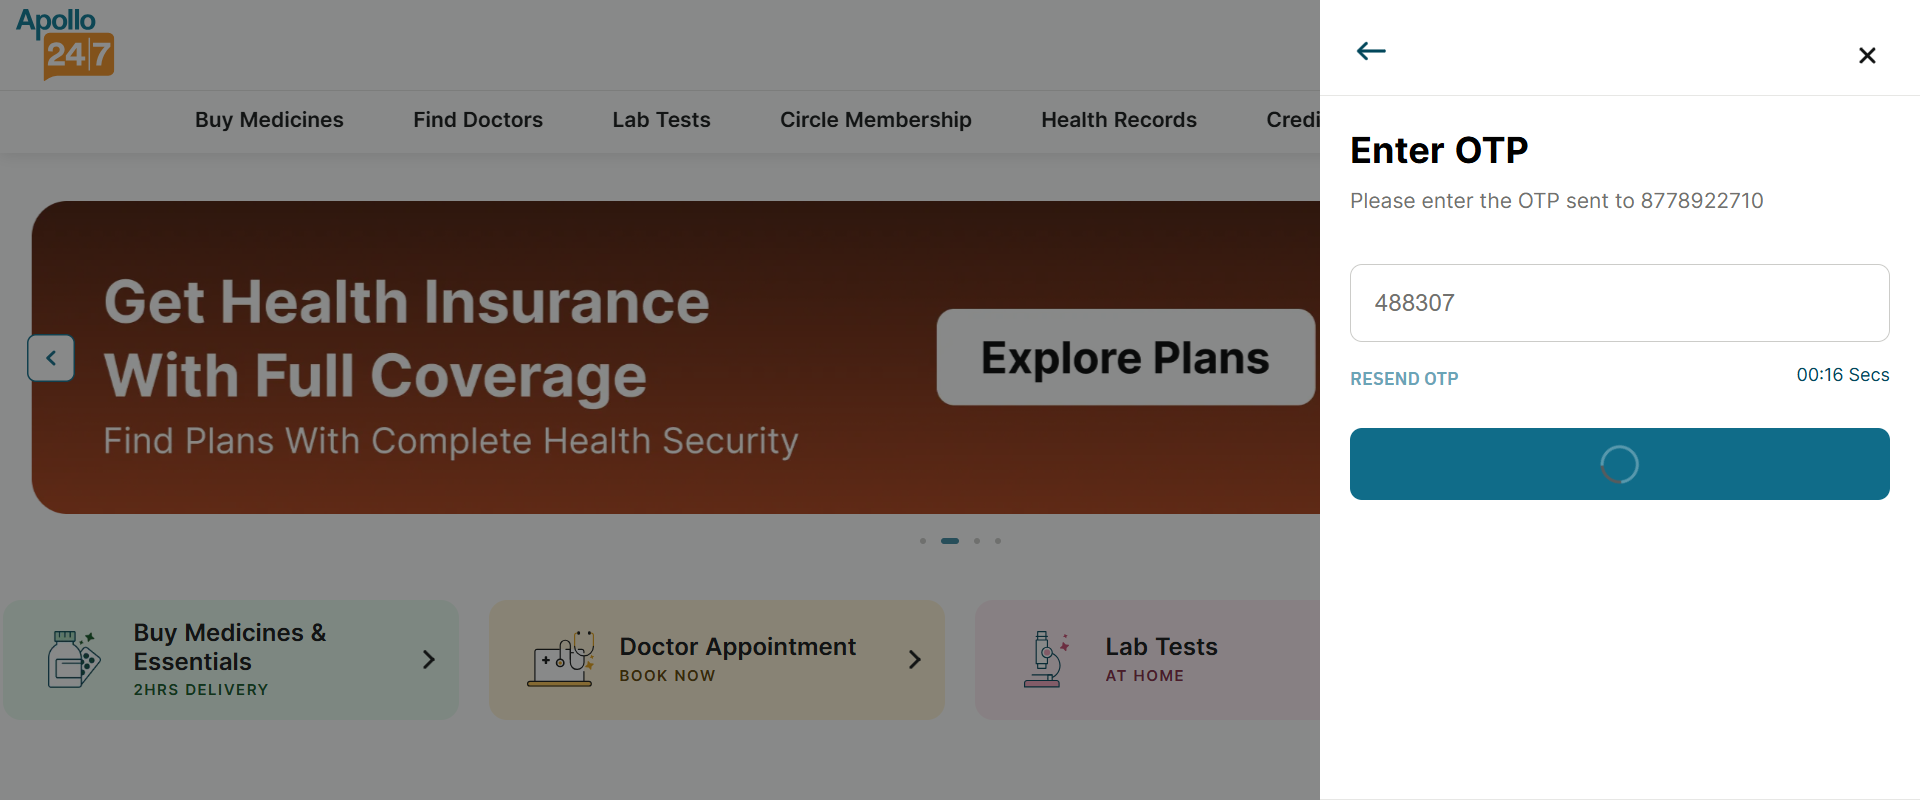 Apollo
24|7
Buy Medicines
Find Doctors
Lab Tests
Circle Membership
Health Records
Credi
Get Health Insurance
With Full Coverage
Find Plans With Complete Health Security
Explore Plans
Buy Medicines &
Essentials
2HRS DELIVERY
Doctor Appointment
BOOK NOW
Lab Tests
AT HOME
Enter OTP
Please enter the OTP sent to 8778922710
488307
RESEND OTP
00:16 Secs